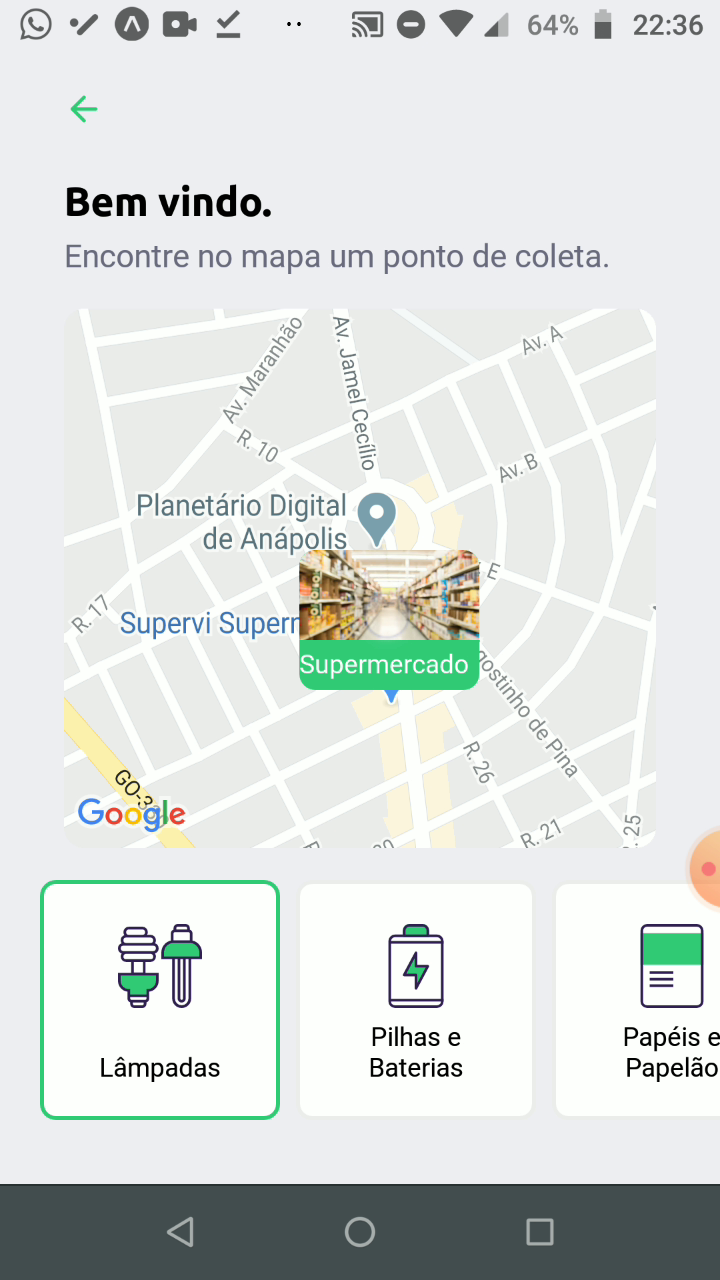 64% 22:36
Bem vindo.
Encontre no mapa um ponto de coleta.
Av. Maranhão
Av. Jamel Cecílio
Av. A
R. 10
Av. B
Planetário Digital
de Anápolis
E
R. 17
Supervi Superr
Supermercado
gostinho de Pina
R. 26
GO-3
Google
R. 21
R. 25
Lâmpadas
Pilhas e
Baterias
Papéis e
Papelão